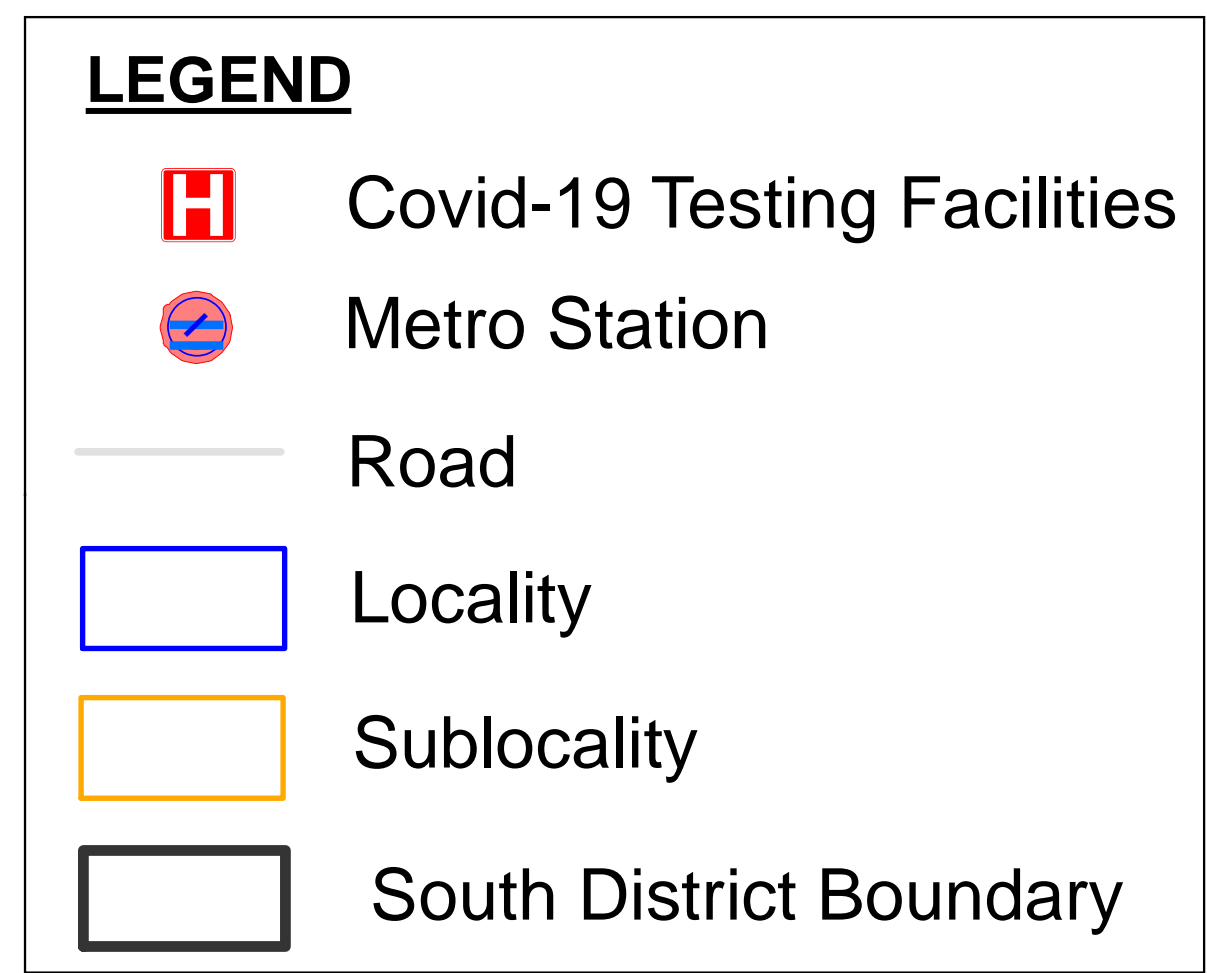 LEGEND
H
Covid-19 Testing Facilities
Metro Station
Road
Locality
Sublocality
South District Boundary